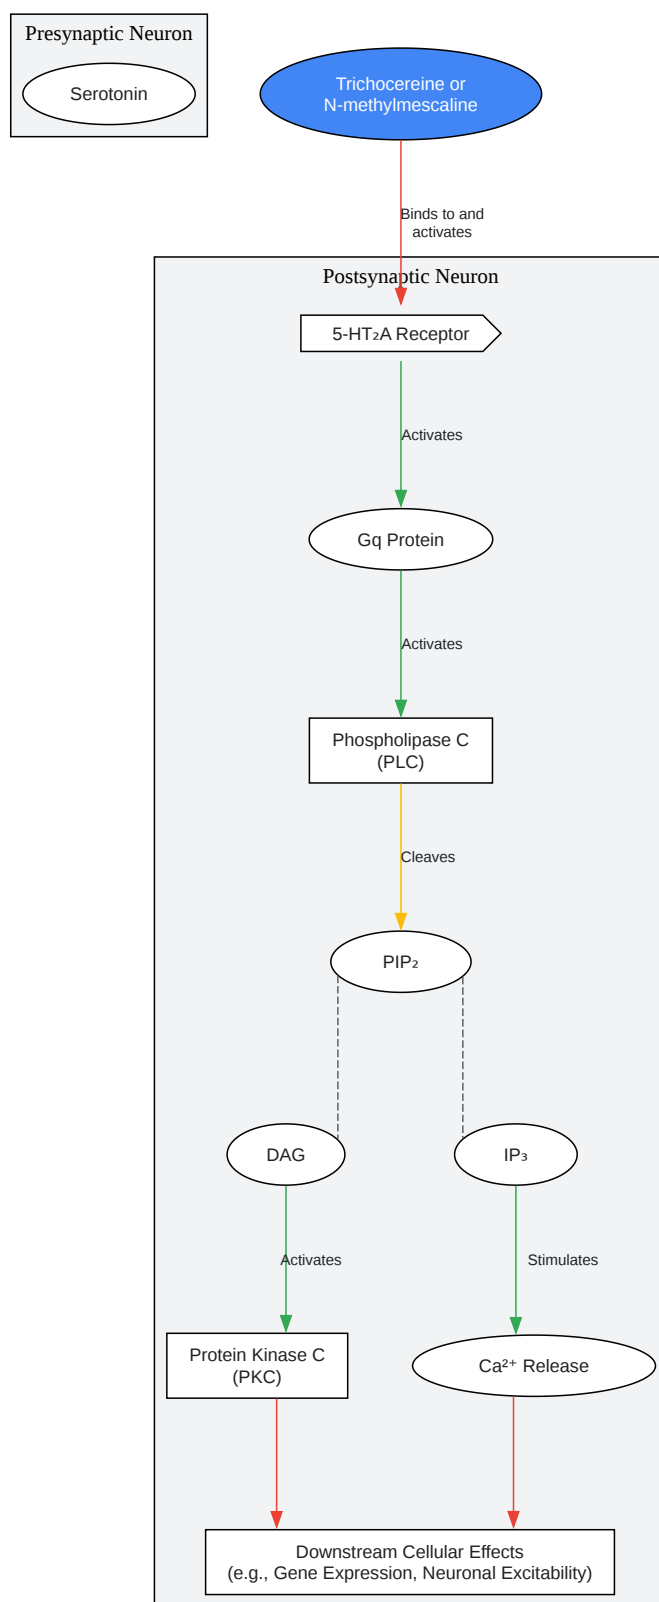 Presynaptic Neuron
Serotonin
Trichocereine or
N-methylmescaline
Binds to and
activates
Postsynaptic Neuron
5-HT₂A Receptor
Activates
Gq Protein
Activates
Phospholipase C
(PLC)
Cleaves
PIP₂
DAG
IP₃
Activates
Stimulates
Protein Kinase C
(PKC)
Ca²⁺ Release
Downstream Cellular Effects
(e.g., Gene Expression, Neuronal Excitability)